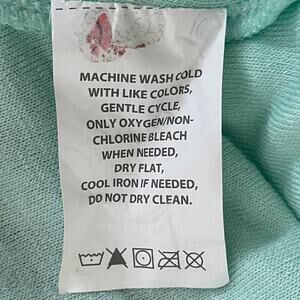 MACHINE WASH COLD
WITH LIKE COLORS,
GENTLE CYCLE,
ONLY OXYGEN/NON-
CHLORINE BLEACH
WHEN NEEDED,
DRY FLAT,
COOL IRON IF NEEDED,
DO NOT DRY CLEAN.